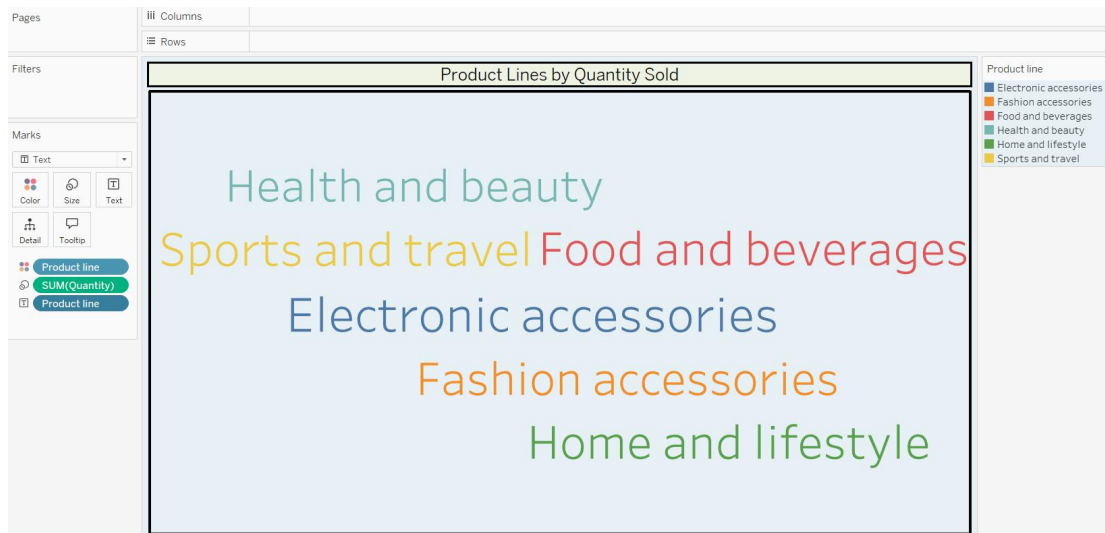 Pages
iii Columns
Rows
Filters
Product Lines by Quantity Sold
Marks
Text
Color
Size
Text
Detail
Tooltip
Product line
SUM(Quantity)
Product line
Health and beauty
Sports and travel Food and beverages
Electronic accessories
Fashion accessories
Home and lifestyle
Product line
Electronic accessories
Fashion accessories
Food and beverages
Health and beauty
Home and lifestyle
Sports and travel